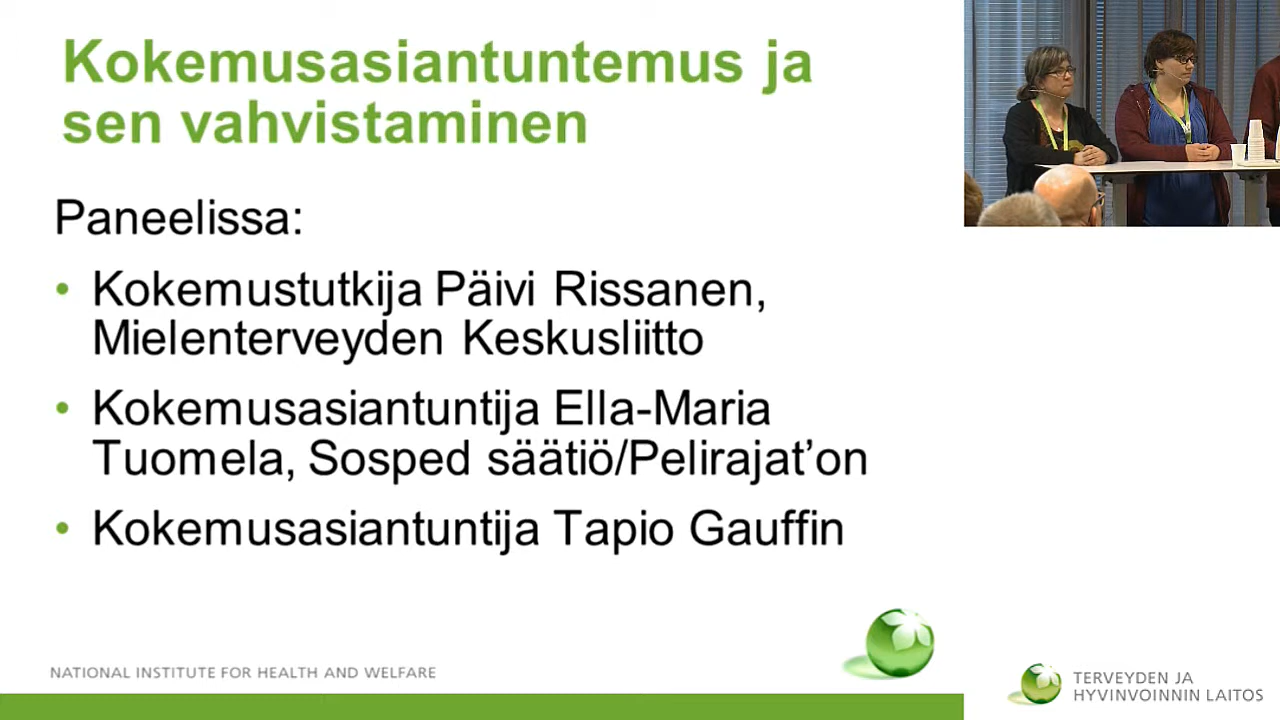 Kokemusasiantuntemus ja
sen vahvistaminen
Paneelissa:
• Kokemustutkija Päivi Rissanen,
Mielenterveyden Keskusliitto
• Kokemusasiantuntija Ella-Maria
Tuomela, Sosped säätiö/Pelirajat’on
• Kokemusasiantuntija Tapio Gauffin
NATIONAL INSTITUTE FOR HEALTH AND WELFARE
TERVEYDEN JA
HYVINVOINNIN LAITOS